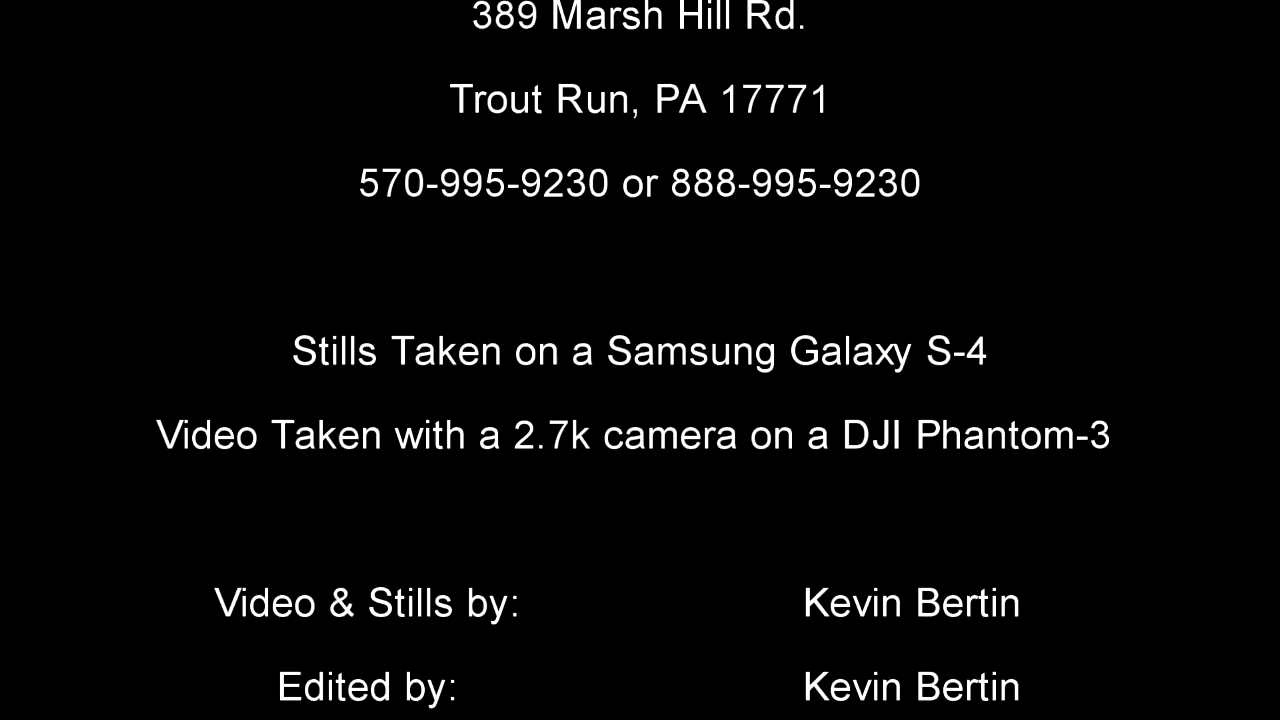 389 Marsh Hill Rd.
Trout Run, PA 17771
570-995-9230 or 888-995-9230
Stills Taken on a Samsung Galaxy S-4
Video Taken with a 2.7k camera on a DJI Phantom-3
Video & Stills by: Kevin Bertin
Edited by: Kevin Bertin